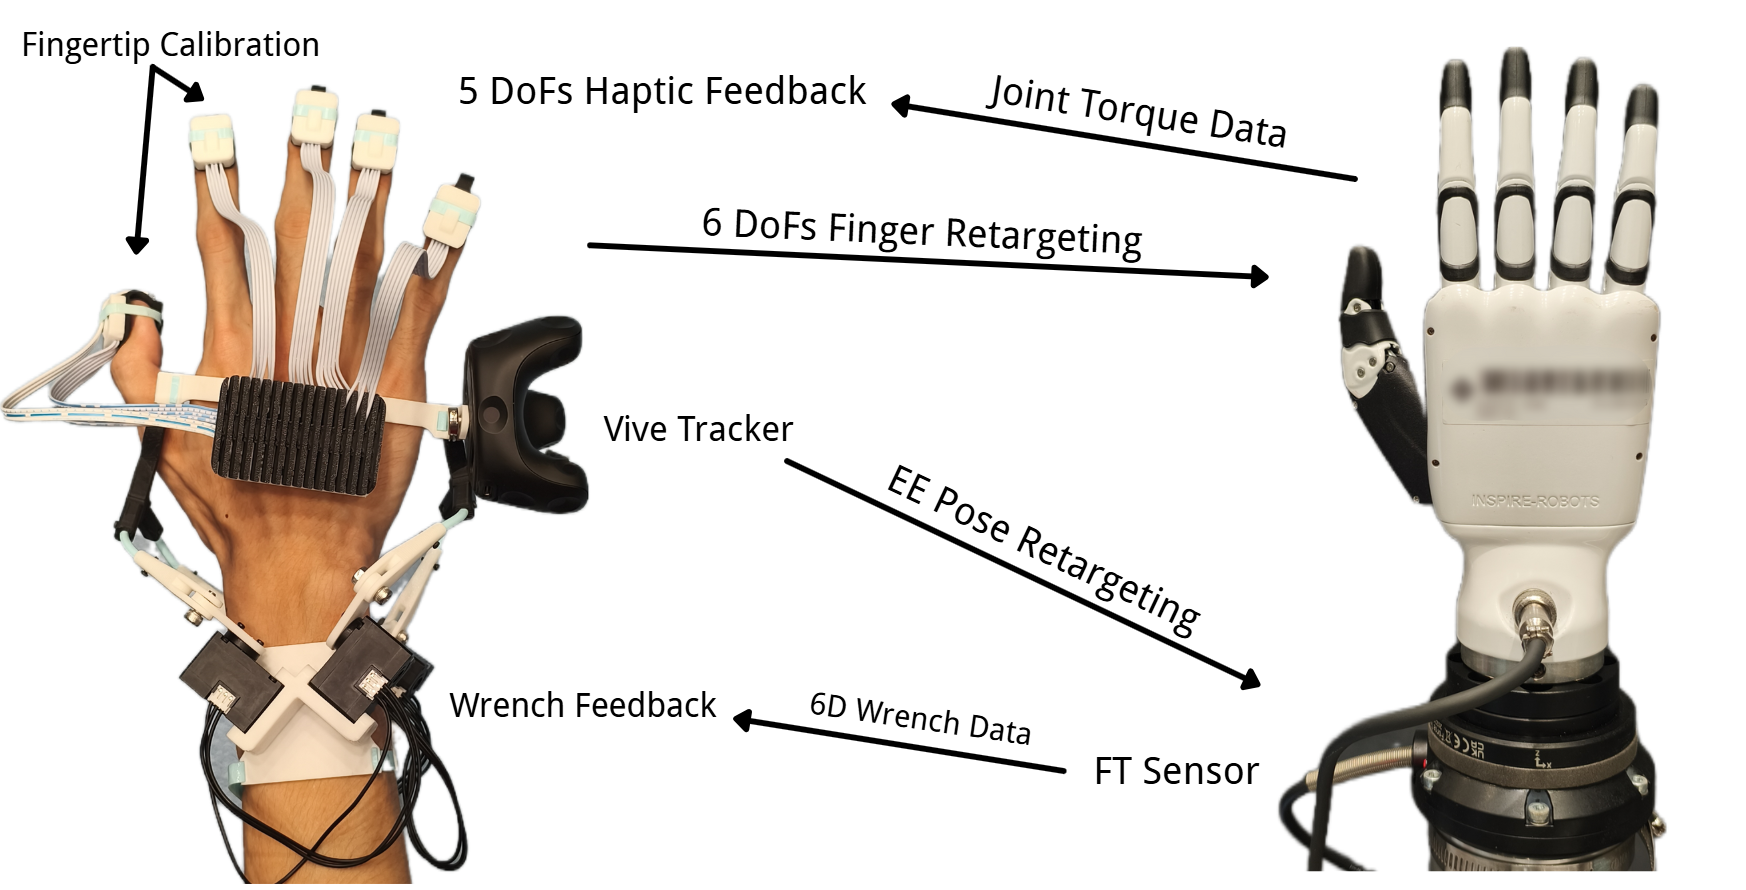 Fingertip Calibration
5 DoFs Haptic Feedback
Joint Torque Data
6 DoFs Finger Retargeting
Vive Tracker
EE Pose Retargeting
INSPIRE-ROBOTS
Wrench Feedback
6D Wrench Data
FT Sensor